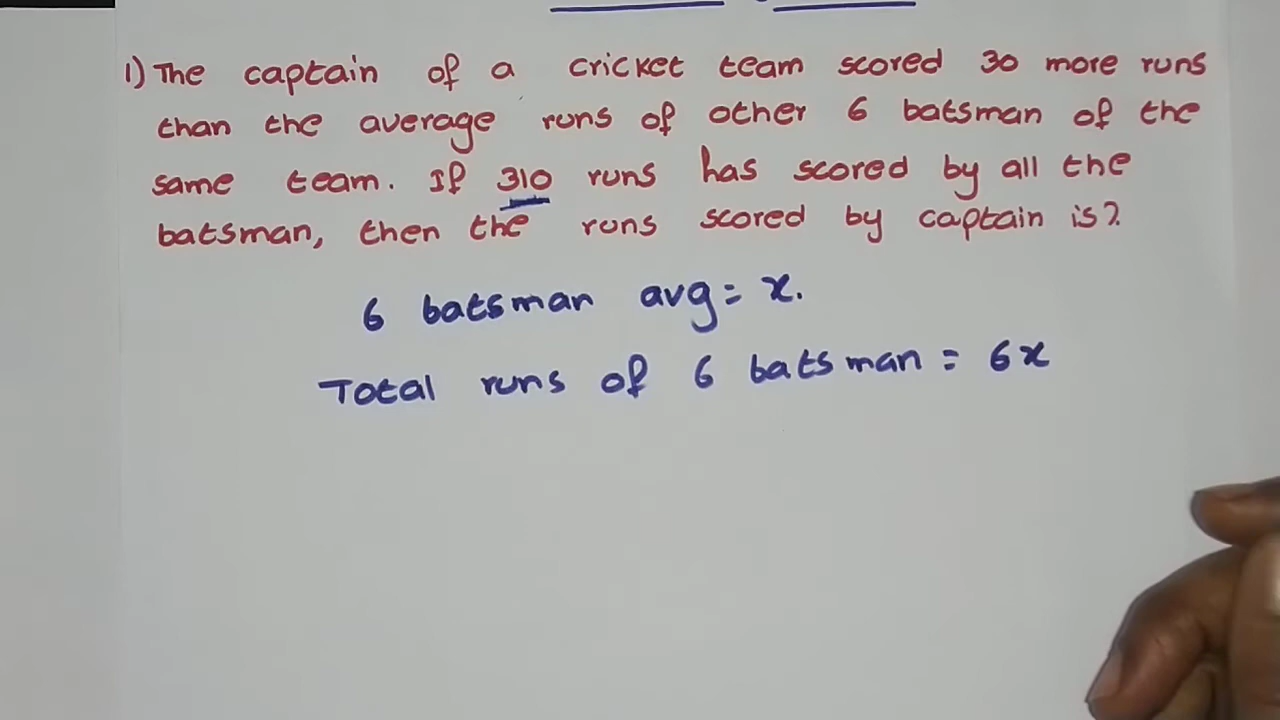 1) The captain of a cricket team scored 30 more runs
than the average runs of other 6 batsman of the
same team. If 310 runs has scored by all the
batsman, then the runs scored by captain is?
6 batsman avg = x.
Total runs of 6 batsman = 6x